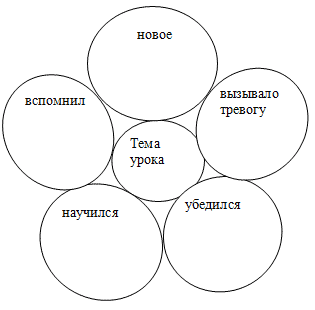 новое
вспомнил
вызывало
тревогу
Тема
урока
научился
убедился